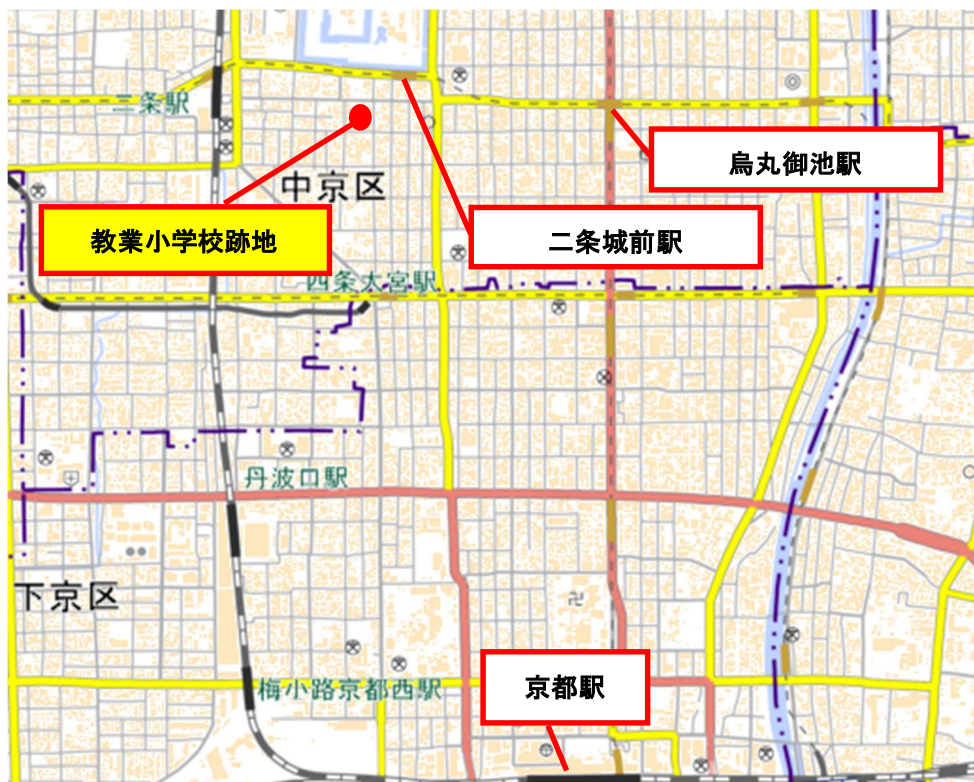 二条駅
烏丸御池駅
中京区
教業小学校跡地
二条城前駅
四条大宮駅
丹波口駅
下京区
梅小路京都西駅
京都駅